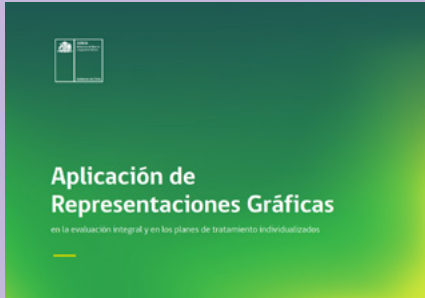 Aplicación de
Representaciones Gráficas
en la evaluación integral y en los planes de tratamiento individualizados